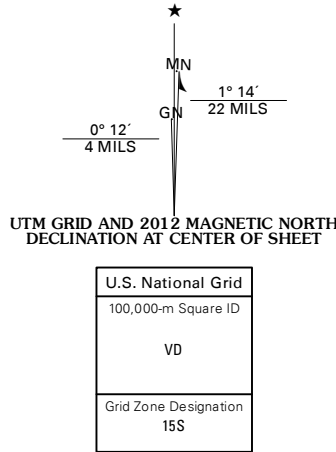 ★
MN
1° 14´
22 MILS
GN
0° 12´
4 MILS
UTM GRID AND 2012 MAGNETIC NORTH
DECLINATION AT CENTER OF SHEET
U.S. National Grid
100,000-m Square ID
VD
Grid Zone Designation
15S